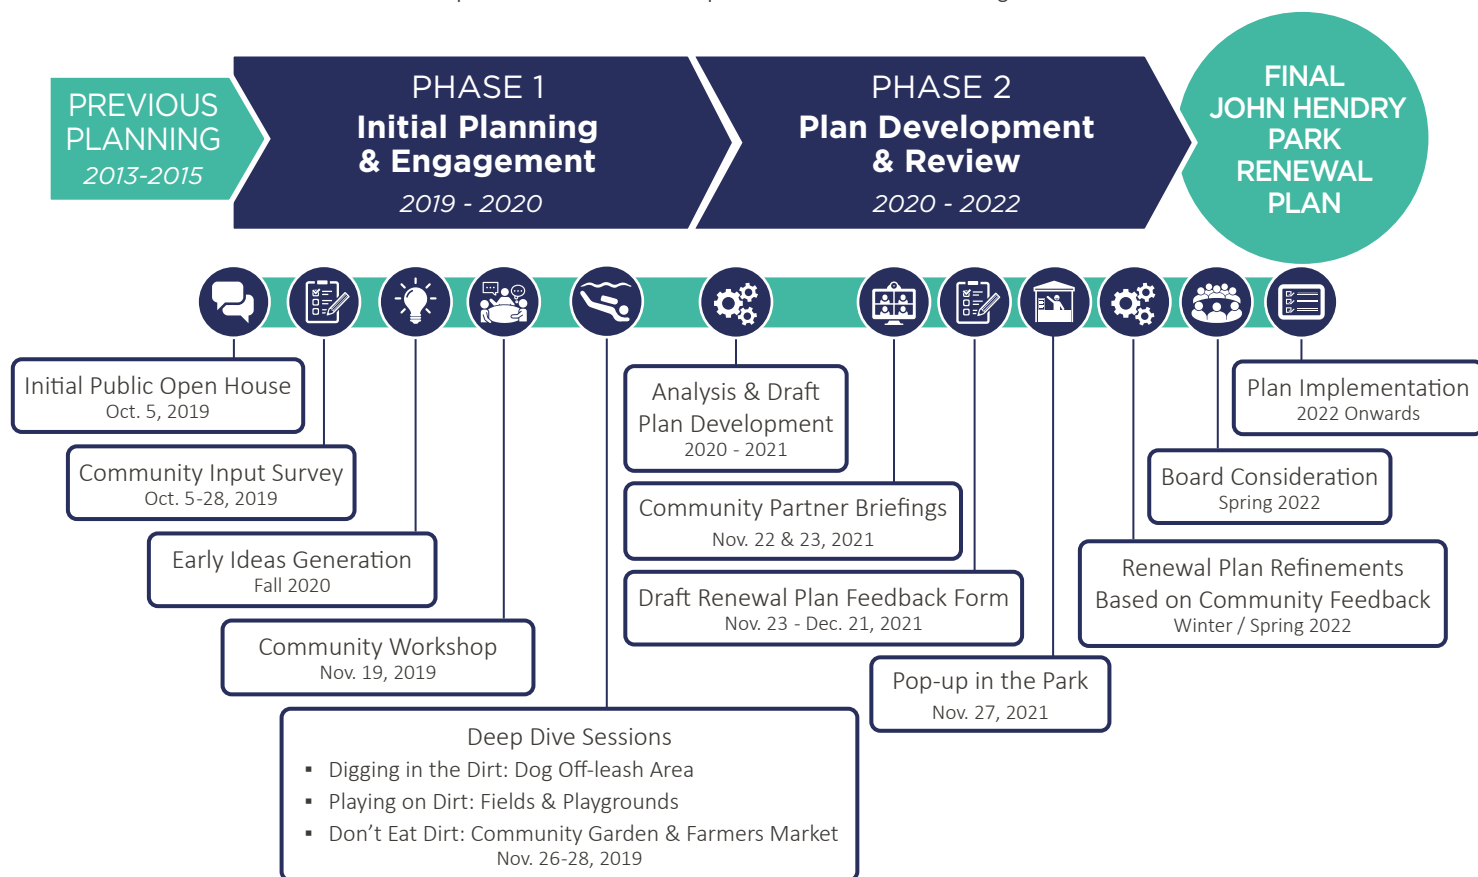 PREVIOUS
PLANNING
2013-2015
PHASE 1
Initial Planning
& Engagement
2019 - 2020
PHASE 2
Plan Development
& Review
2020 - 2022
FINAL
JOHN HENDRY
PARK
RENEWAL
PLAN
Initial Public Open House
Oct. 5, 2019
Community Input Survey
Oct. 5-28, 2019
Early Ideas Generation
Fall 2020
Community Workshop
Nov. 19, 2019
Deep Dive Sessions
▪ Digging in the Dirt: Dog Off-leash Area
▪ Playing on Dirt: Fields & Playgrounds
▪ Don’t Eat Dirt: Community Garden & Farmers Market
Nov. 26-28, 2019
Analysis & Draft
Plan Development
2020 - 2021
Community Partner Briefings
Nov. 22 & 23, 2021
Draft Renewal Plan Feedback Form
Nov. 23 - Dec. 21, 2021
Pop-up in the Park
Nov. 27, 2021
Renewal Plan Refinements
Based on Community Feedback
Winter / Spring 2022
Board Consideration
Spring 2022
Plan Implementation
2022 Onwards